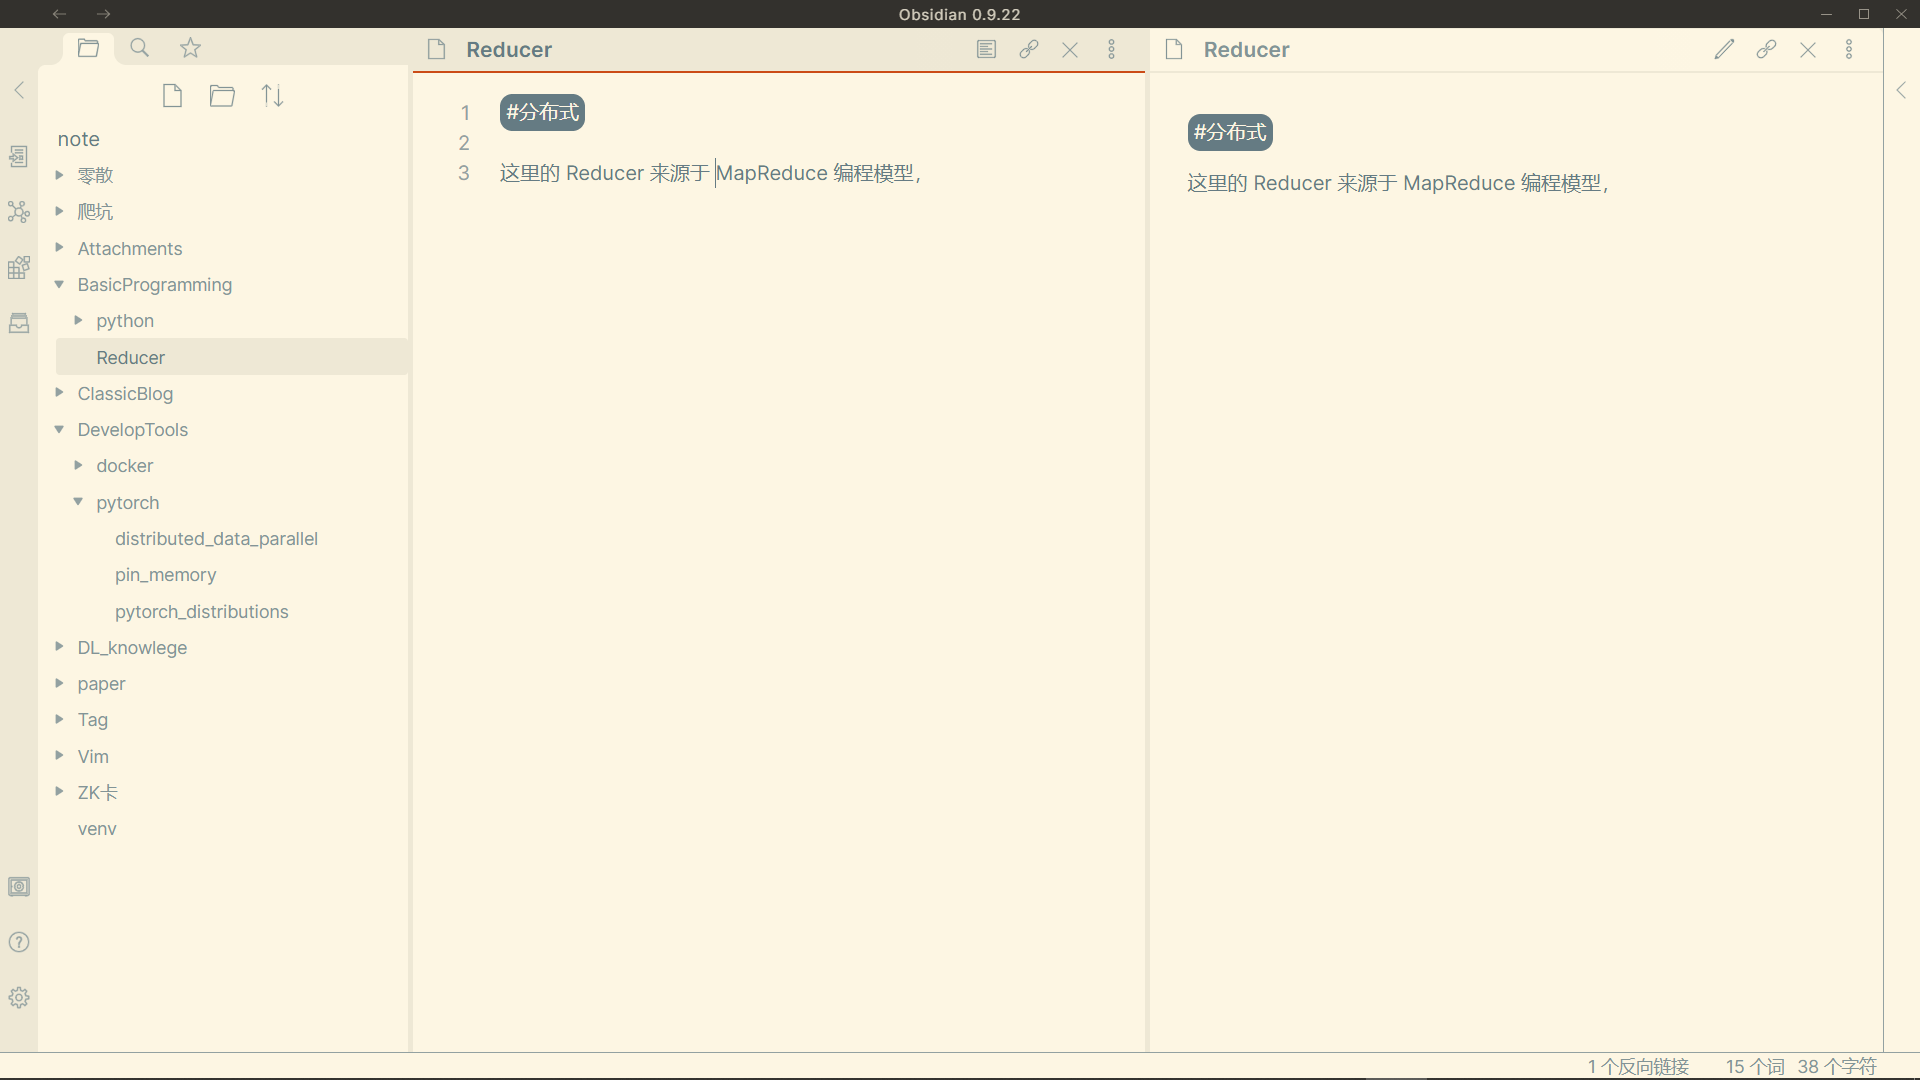 Obsidian 0.9.22
note
零散
爬坑
Attachments
BasicProgramming
python
Reducer
ClassicBlog
DevelopTools
docker
pytorch
distributed_data_parallel
pin_memory
pytorch_distributions
DL_knowlege
paper
Tag
Vim
ZK卡
venv
Reducer
1 #分布式
2
3 这里的 Reducer 来源于 MapReduce 编程模型，
Reducer
#分布式
这里的 Reducer 来源于 MapReduce 编程模型，
1 个反向链接 15 个词 38 个字符